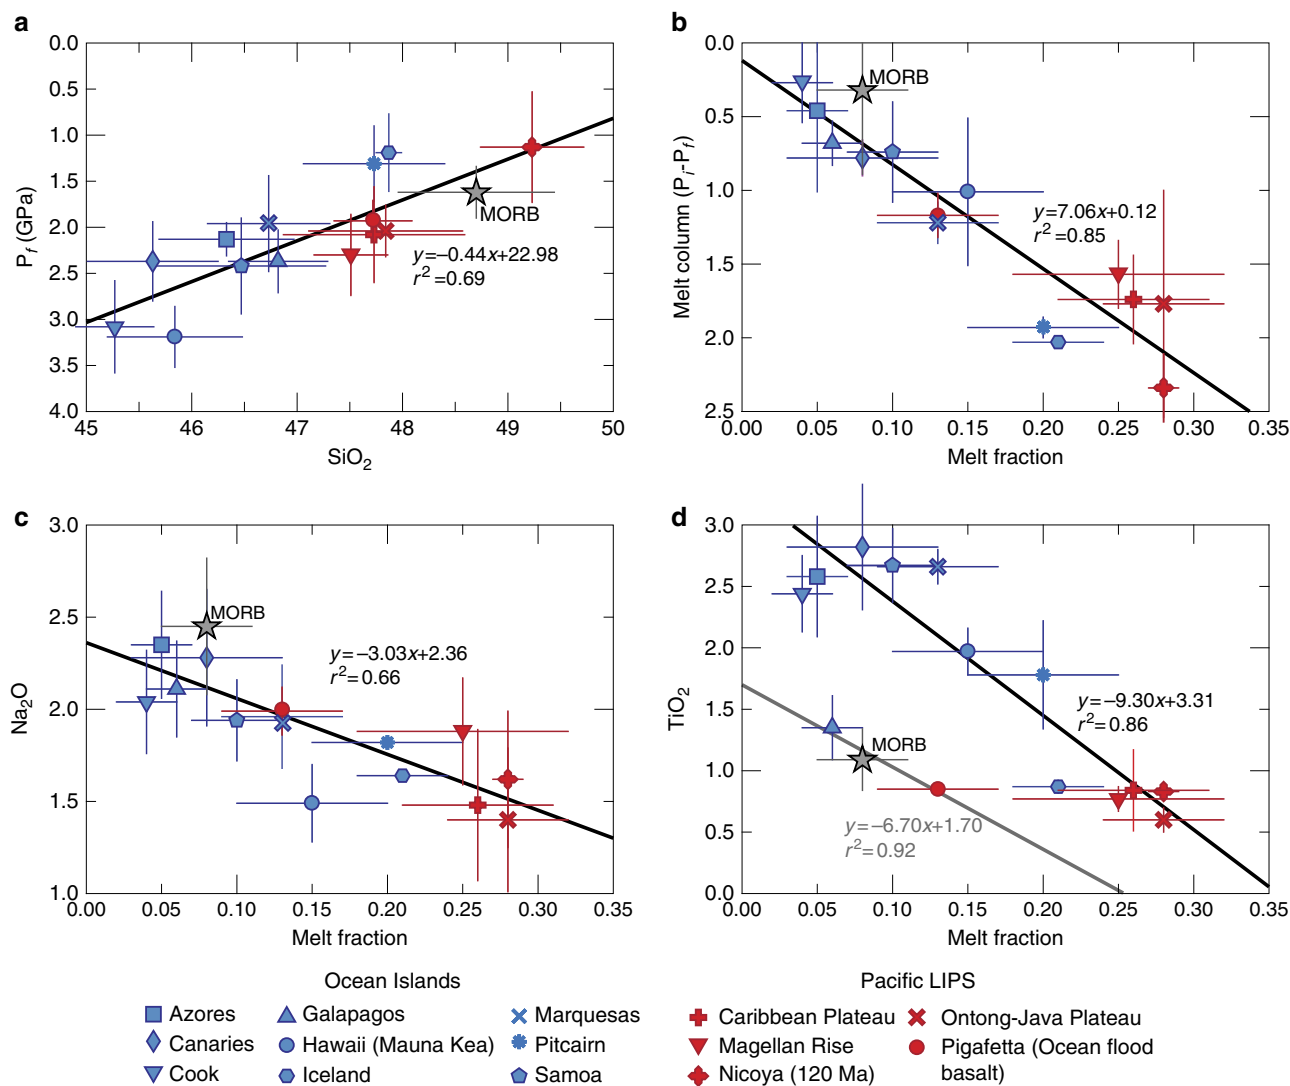 a
0.0
0.5
1.0
1.5
2.0
2.5
3.0
3.5
4.0
Pf (GPa)
MORB
y=–0.44x+22.98
r2=0.69
45 46 47 48 49 50
SiO2
b
0.0
0.5
1.0
1.5
2.0
2.5
Melt column (Pi-Pf)
MORB
y=7.06x+0.12
r2=0.85
0.00 0.05 0.10 0.15 0.20 0.25 0.30 0.35
Melt fraction
c
3.0
2.5
2.0
1.5
1.0
Na2O
MORB
y=–3.03x+2.36
r2=0.66
0.00 0.05 0.10 0.15 0.20 0.25 0.30 0.35
Melt fraction
d
3.0
2.5
2.0
1.5
1.0
0.5
0.0
TiO2
MORB
y=–9.30x+3.31
r2=0.86
y=–6.70x+1.70
r2=0.92
0.00 0.05 0.10 0.15 0.20 0.25 0.30 0.35
Melt fraction
Ocean Islands
Azores
Canaries
Cook
Galapagos
Hawaii (Mauna Kea)
Iceland
Marquesas
Pitcairn
Samoa
Pacific LIPS
Caribbean Plateau
Magellan Rise
Nicoya (120 Ma)
Ontong-Java Plateau
Pigafetta (Ocean flood
basalt)